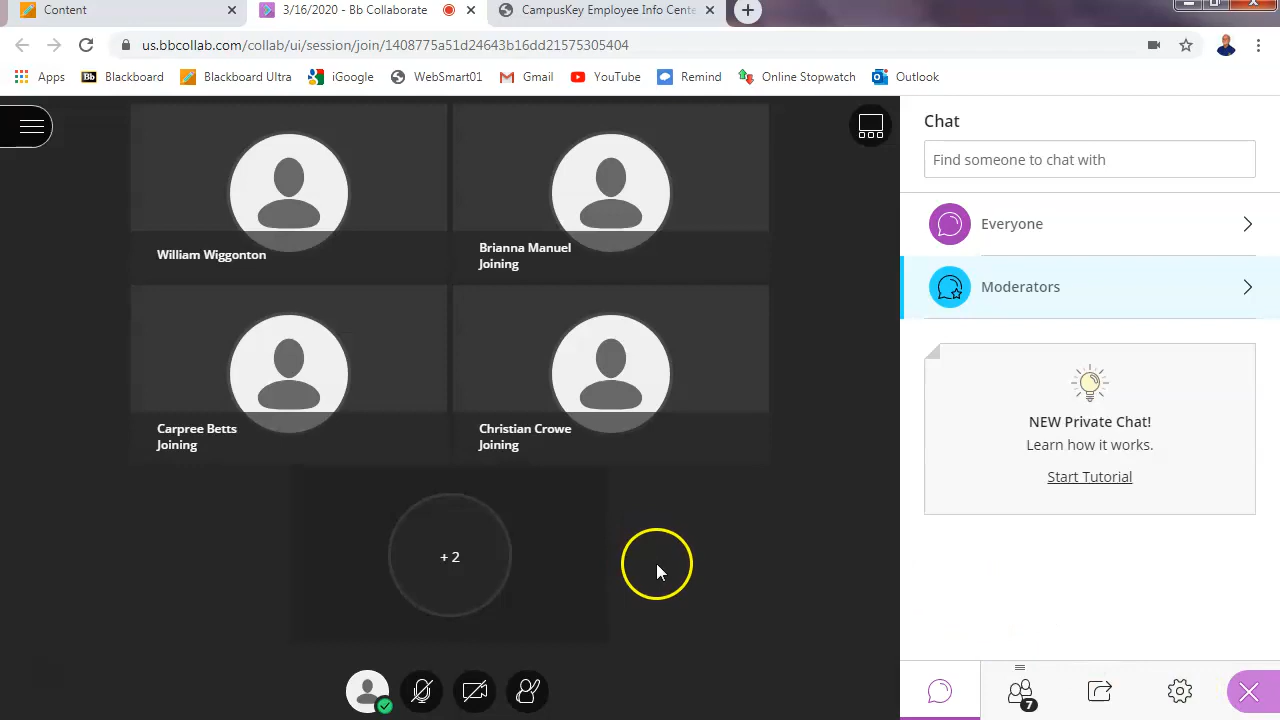 Content
3/16/2020 - Bb Collaborate
CampusKey Employee Info Cente
us.bbcollab.com/collab/ui/session/join/1408775a51d24643b16dd21575305404
Apps
Bb
Blackboard
Blackboard Ultra
iGoogle
WebSmart01
Gmail
YouTube
Remind
Online Stopwatch
Outlook
William Wiggonton
Brianna Manuel
Joining
Carpree Betts
Joining
Christian Crowe
Joining
+ 2
Chat
Find someone to chat with
Everyone
Moderators
NEW Private Chat!
Learn how it works.
Start Tutorial
7